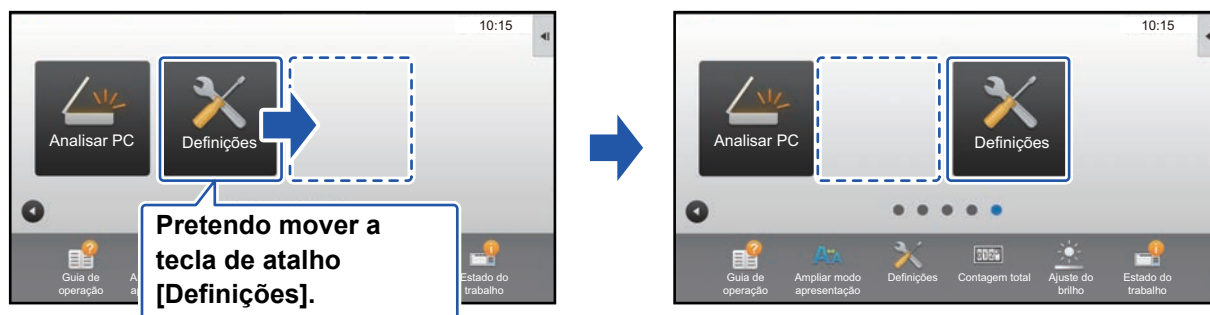 10:15
Analisar PC
Definições
Pretendo mover a
tecla de atalho
[Definições].
Guia de
operação
Estado do
trabalho
10:15
Analisar PC
Definições
Guia de
operação
Ampliar modo
apresentação
Definições
Contagem total
Ajuste do
brilho
Estado do
trabalho